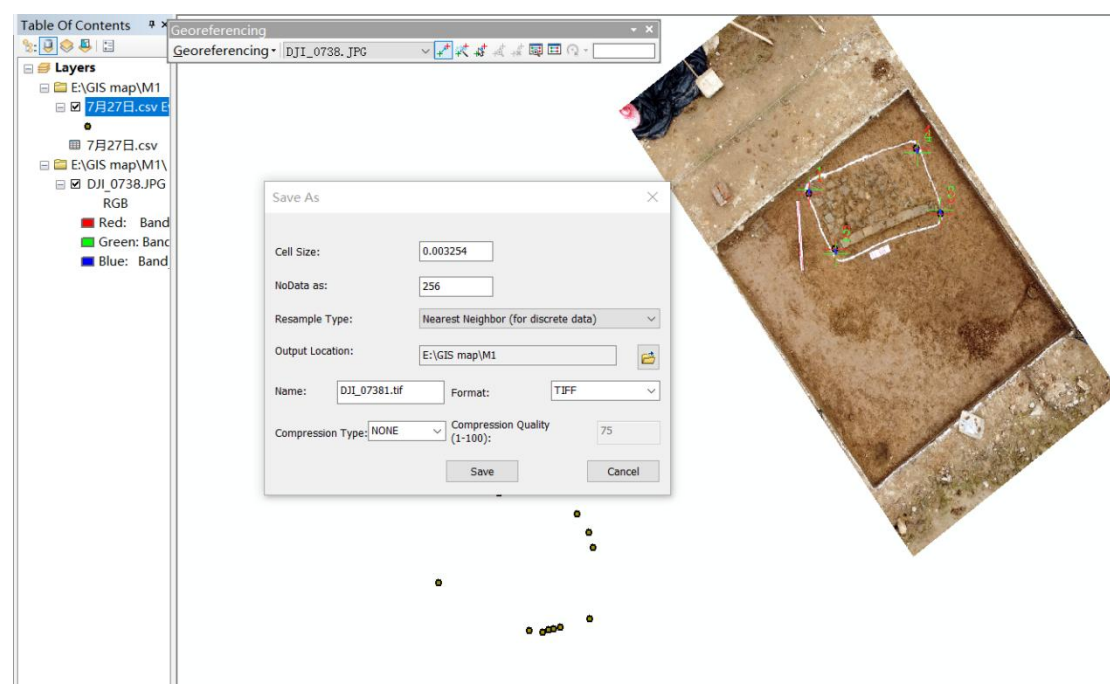 Table Of Contents
Layers
E:\GIS map\M1
7月27日.csv E
7月27日.csv
E:\GIS map\M1\
DJI_0738.JPG
RGB
Red: Band
Green: Banc
Blue: Band_
Georeferencing
Georeferencing
DJI_0738.JPG
Save As
Cell Size:
0.003254
NoData as:
256
Resample Type:
Nearest Neighbor (for discrete data)
Output Location:
E:\GIS map\M1
Name:
DJI_07381.tif
Format:
TIFF
Compression Type:
NONE
Compression Quality
(1-100):
75
Save
Cancel